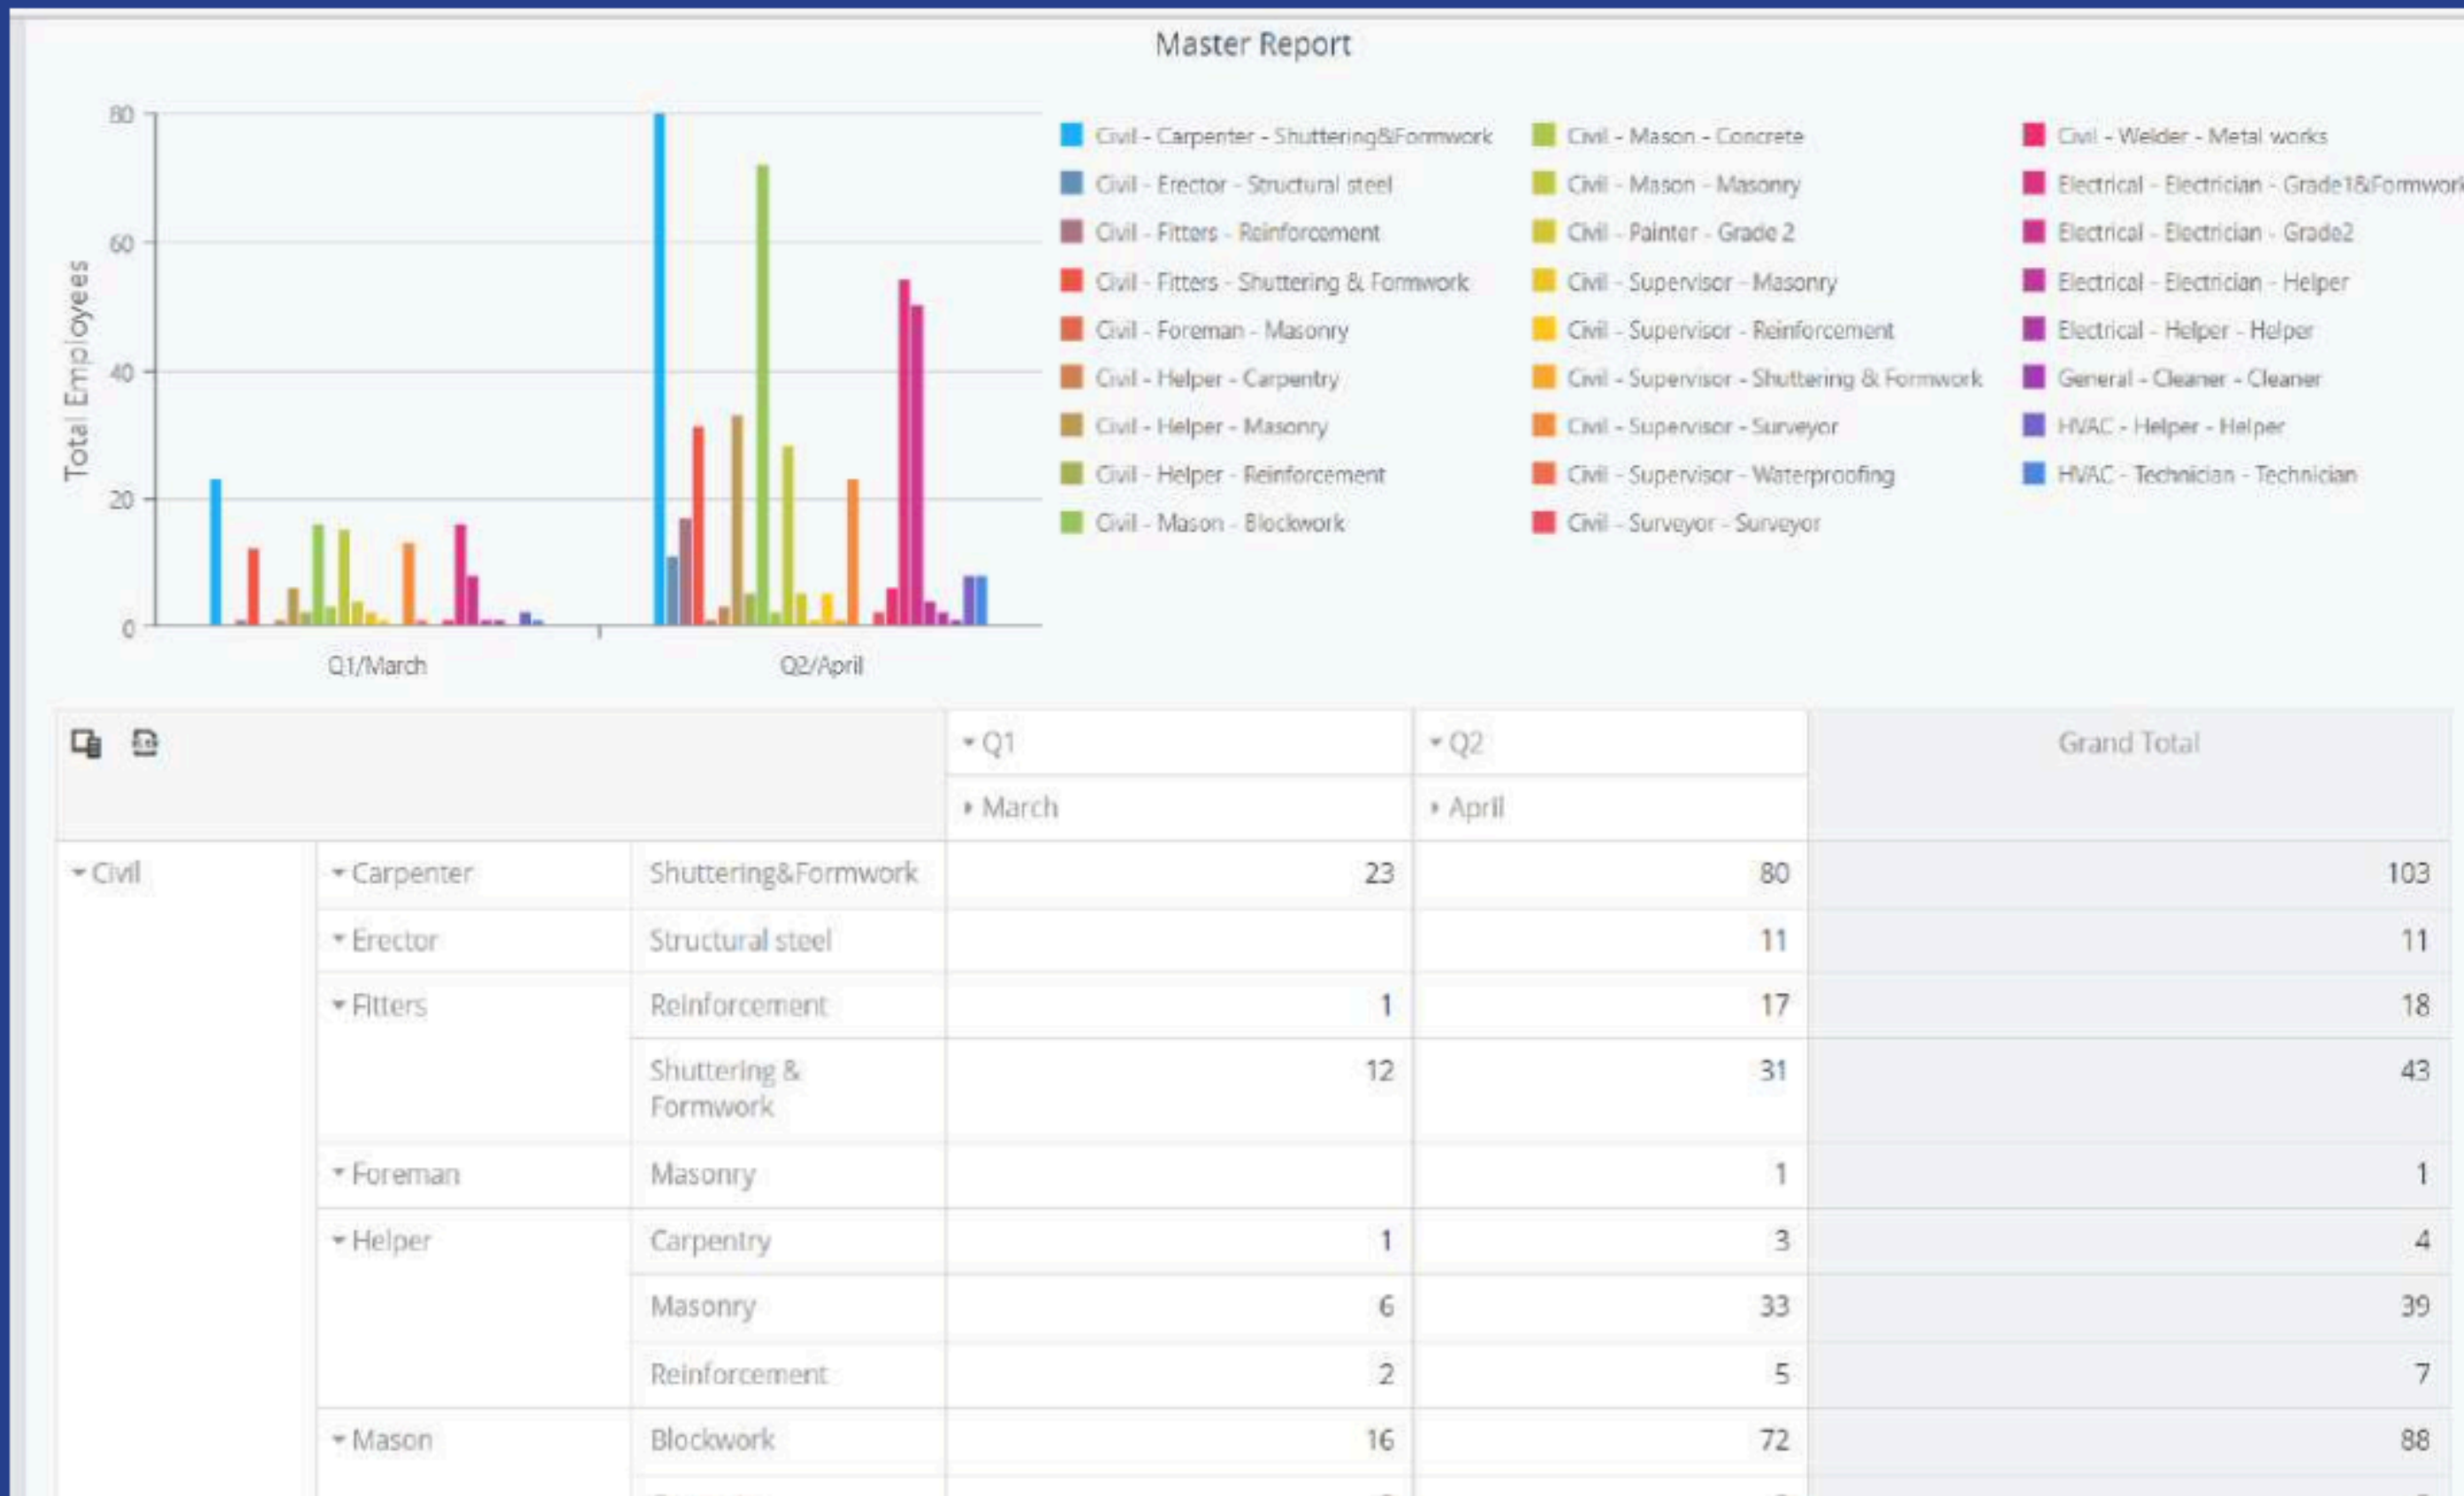 Master Report
80
60
40
20
0
Total Employees
Q1/March
Q2/April
Civil - Carpenter - Shuttering&Formwork
Civil - Erector - Structural steel
Civil - Fitters - Reinforcement
Civil - Fitters - Shuttering & Formwork
Civil - Foreman - Masonry
Civil - Helper - Carpentry
Civil - Helper - Masonry
Civil - Helper - Reinforcement
Civil - Mason - Blockwork
Civil - Mason - Concrete
Civil - Mason - Masonry
Civil - Painter - Grade 2
Civil - Supervisor - Masonry
Civil - Supervisor - Reinforcement
Civil - Supervisor - Shuttering & Formwork
Civil - Supervisor - Surveyor
Civil - Supervisor - Waterproofing
Civil - Surveyor - Surveyor
Civil - Welder - Metal works
Electrical - Electrician - Grade1&Formwork
Electrical - Electrician - Grade2
Electrical - Electrician - Helper
Electrical - Helper - Helper
General - Cleaner - Cleaner
HVAC - Helper - Helper
HVAC - Technician - Technician
Q1 Q2 Grand Total
March April
Civil Carpenter Shuttering&Formwork 23 80 103
Erector Structural steel 11 11
Fitters Reinforcement 1 17 18
Shuttering & 12 31 43
Formwork
Foreman Masonry 1 1
Helper Carpentry 1 3 4
Masonry 6 33 39
Reinforcement 2 5 7
Mason Blockwork 16 72 88